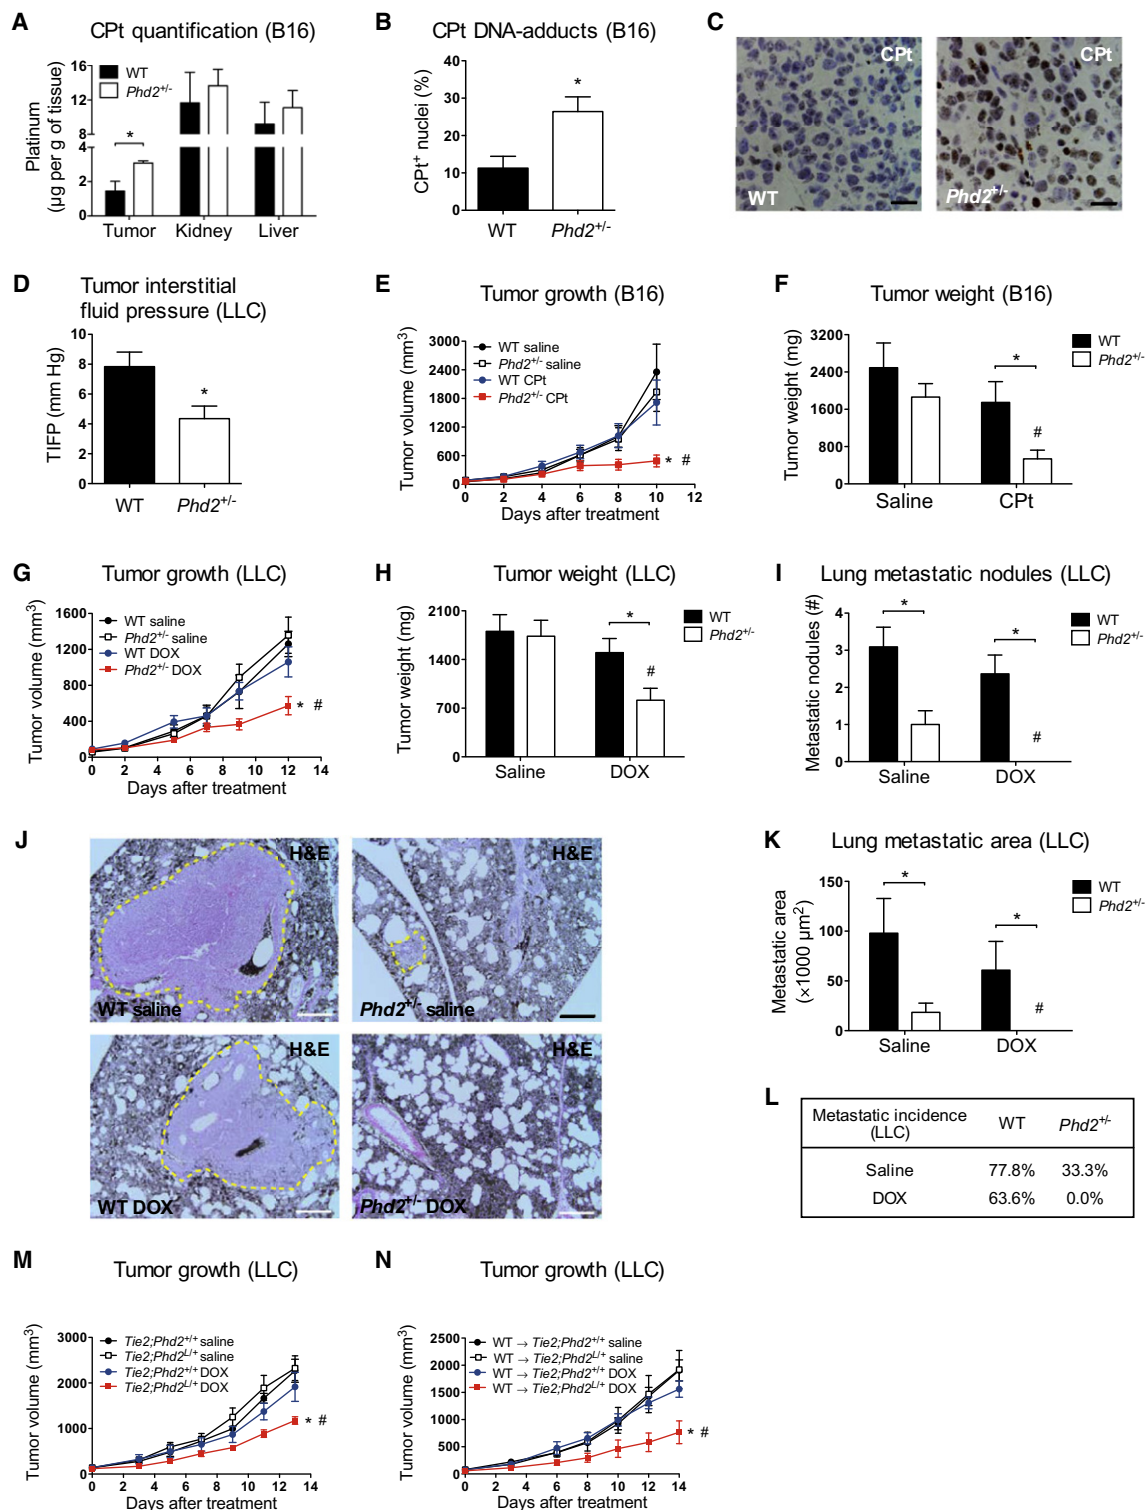 A
CPt quantification (B16)
Platinum
(µg per g of tissue)
16
12
8
4
2
0
WT
Phd2+/-
*
Tumor Kidney Liver
B
CPt DNA-adducts (B16)
CPt+ nuclei (%)
40
30
20
10
0
*
WT Phd2+/-
C
CPt
WT
CPt
Phd2+/-
D
Tumor interstitial
fluid pressure (LLC)
TIFP (mm Hg)
10
8
6
4
2
0
*
WT Phd2+/-
E
Tumor growth (B16)
Tumor volume (mm3)
3000
2400
1800
1200
600
0
WT saline
Phd2+/- saline
WT CPt
Phd2+/- CPt
* #
0 2 4 6 8 10 12
Days after treatment
F
Tumor weight (B16)
Tumor weight (mg)
3200
2400
1600
800
0
WT
Phd2+/-
*
#
Saline CPt
G
Tumor growth (LLC)
Tumor volume (mm3)
1600
1200
800
400
0
WT saline
Phd2+/- saline
WT DOX
Phd2+/- DOX
* #
0 2 4 6 8 10 12 14
Days after treatment
H
Tumor weight (LLC)
Tumor weight (mg)
2100
1400
700
0
WT
Phd2+/-
*
#
Saline DOX
I
Lung metastatic nodules (LLC)
Metastatic nodules (#)
4
3
2
1
0
WT
Phd2+/-
*
*
#
Saline DOX
J
H&E
WT saline
H&E
Phd2+/- saline
H&E
WT DOX
H&E
Phd2+/- DOX
K
Lung metastatic area (LLC)
Metastatic area
(×1000 µm2)
150
100
50
0
WT
Phd2+/-
*
*
#
Saline DOX
L
Metastatic incidence
(LLC)
WT Phd2+/-
Saline 77.8% 33.3%
DOX 63.6% 0.0%
M
Tumor growth (LLC)
Tumor volume (mm3)
3000
2000
1000
0
Tie2;Phd2+/+ saline
Tie2;Phd2L/+ saline
Tie2;Phd2+/+ DOX
Tie2;Phd2L/+ DOX
* #
0 2 4 6 8 10 12 14
Days after treatment
N
Tumor growth (LLC)
Tumor volume (mm3)
2500
2000
1500
1000
500
0
WT → Tie2;Phd2+/+ saline
WT → Tie2;Phd2L/+ saline
WT → Tie2;Phd2+/+ DOX
WT → Tie2;Phd2L/+ DOX
* #
0 2 4 6 8 10 12 14
Days after treatment